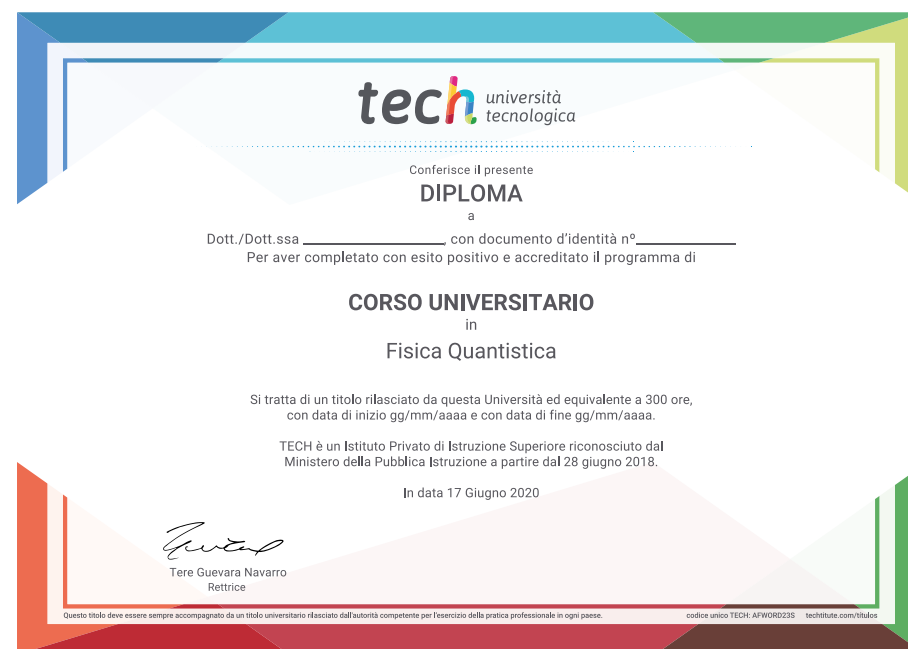 tech università
tecnologica
Conferisce il presente
DIPLOMA
a
Dott./Dott.ssa ________________, con documento d'identità nº____________
Per aver completato con esito positivo e accreditato il programma di
CORSO UNIVERSITARIO
in
Fisica Quantistica
Si tratta di un titolo rilasciato da questa Università ed equivalente a 300 ore,
con data di inizio gg/mm/aaaa e con data di fine gg/mm/aaaa.
TECH è un Istituto Privato di Istruzione Superiore riconosciuto dal
Ministero della Pubblica Istruzione a partire dal 28 giugno 2018.
In data 17 Giugno 2020
Tere Guevara Navarro
Rettrice
Questo titolo deve essere sempre accompagnato da un titolo universitario rilasciato dall'autorità competente per l'esercizio della pratica professionale in ogni paese. codice unico TECH: AFWORD23S techtitute.com/titulos